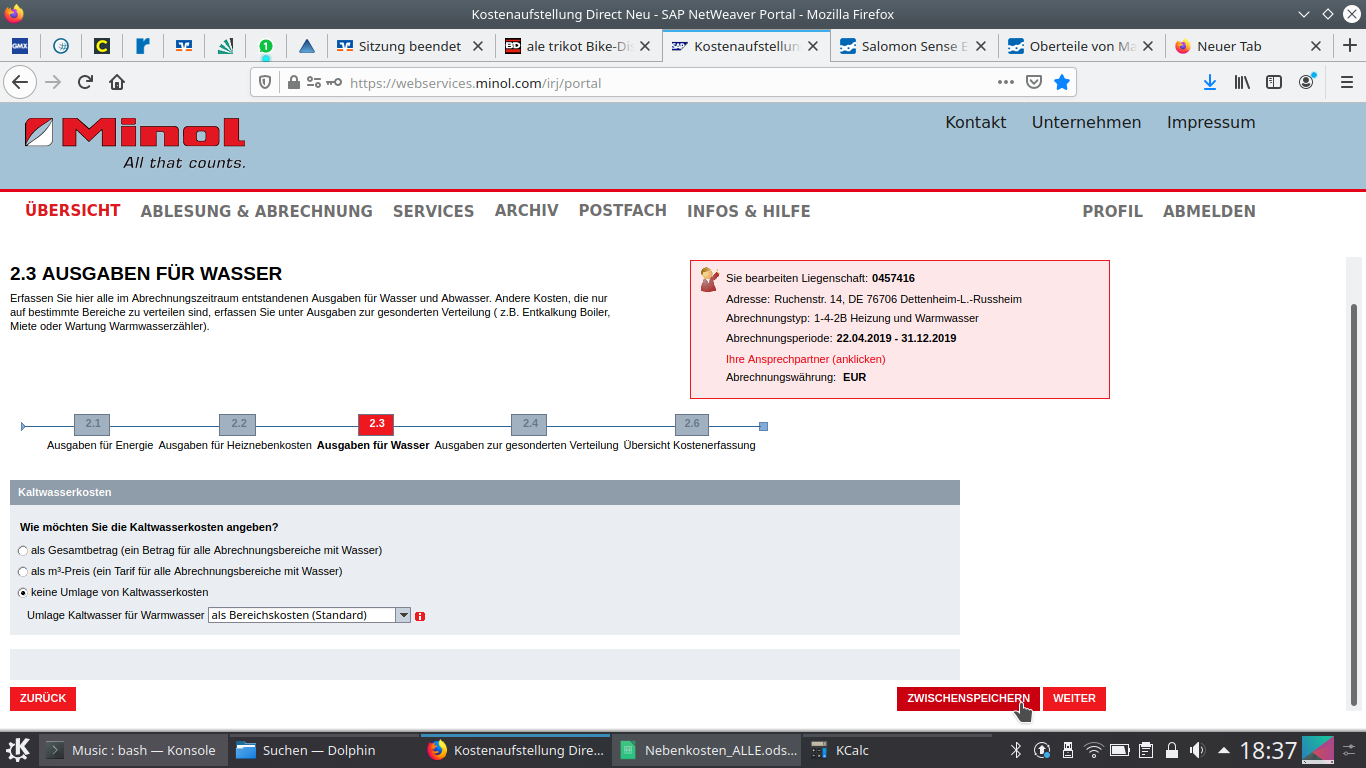 Kostenaufstellung Direct Neu - SAP NetWeaver Portal - Mozilla Firefox
GMX
C
r
1
Sitzung beendet
BD
ale trikot Bike-Dis
SAP
Kostenaufstellun
Salomon Sense E
Oberteile von Ma
Neuer Tab
https://webservices.minol.com/irj/portal
Minol
All that counts.
Kontakt
Unternehmen
Impressum
ÜBERSICHT
ABLESUNG & ABRECHNUNG
SERVICES
ARCHIV
POSTFACH
INFOS & HILFE
PROFIL
ABMELDEN
2.3 AUSGABEN FÜR WASSER
Erfassen Sie hier alle im Abrechnungszeitraum entstandenen Ausgaben für Wasser und Abwasser. Andere Kosten, die nur
auf bestimmte Bereiche zu verteilen sind, erfassen Sie unter Ausgaben zur gesonderten Verteilung ( z.B. Entkalkung Boiler,
Miete oder Wartung Warmwasserzähler).
Sie bearbeiten Liegenschaft: 0457416
Adresse: Ruchenstr. 14, DE 76706 Dettenheim-L.-Russheim
Abrechnungstyp: 1-4-2B Heizung und Warmwasser
Abrechnungsperiode: 22.04.2019 - 31.12.2019
Ihre Ansprechpartner (anklicken)
Abrechnungswährung: EUR
2.1
2.2
2.3
2.4
2.6
Ausgaben für Energie
Ausgaben für Heiznebenkosten
Ausgaben für Wasser
Ausgaben zur gesonderten Verteilung
Übersicht Kostenerfassung
Kaltwasserkosten
Wie möchten Sie die Kaltwasserkosten angeben?
als Gesamtbetrag (ein Betrag für alle Abrechnungsbereiche mit Wasser)
als m³-Preis (ein Tarif für alle Abrechnungsbereiche mit Wasser)
keine Umlage von Kaltwasserkosten
Umlage Kaltwasser für Warmwasser als Bereichskosten (Standard)
ZURÜCK
ZWISCHENSPEICHERN
WEITER
Music : bash — Konsole
Suchen — Dolphin
Kostenaufstellung Dire...
Nebenkosten_ALLE.ods...
KCalc
18:37